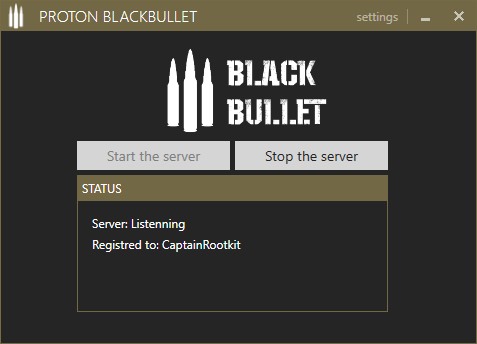 PROTON BLACKBULLET
settings
BLACK
BULLET
Start the server
Stop the server
STATUS
Server: Listenning
Registred to: CaptainRootkit